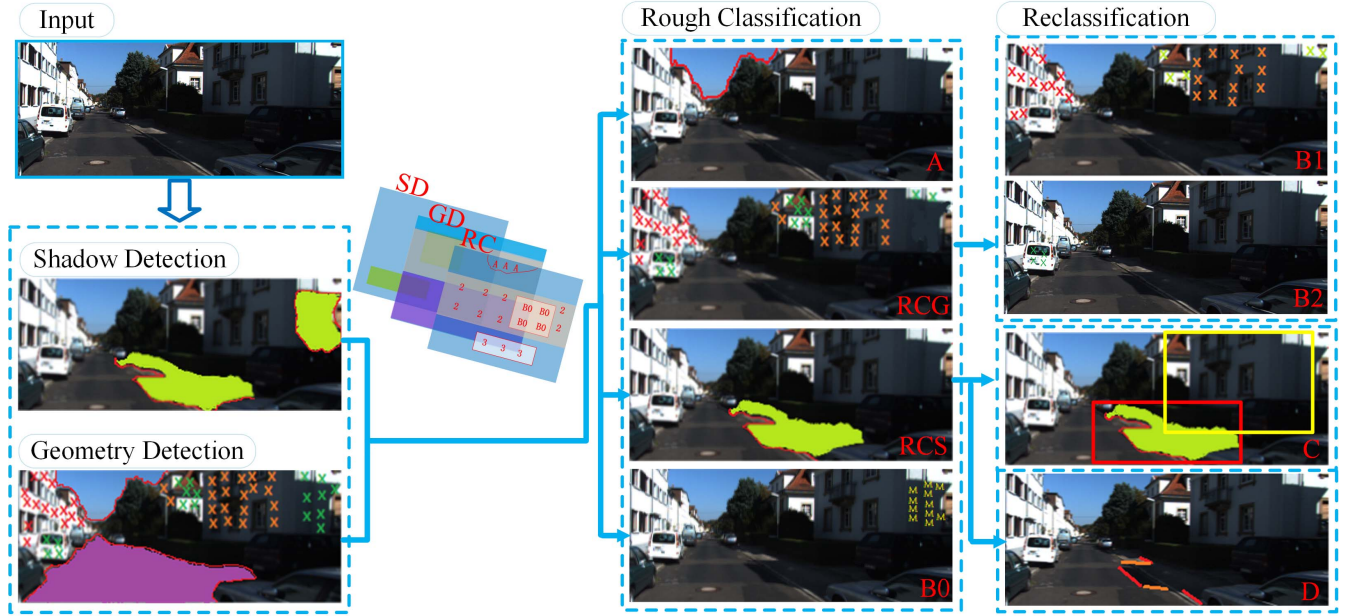 Input
Shadow Detection
Geometry Detection
SD
GD
RC
A A A
2 2 2 B0 B0 2
2 2 2 B0 B0 2
3 3 3
Rough Classification
A
RCG
RCS
M M M
M M M
M M M
M M M
B0
Reclassification
B1
B2
C
D